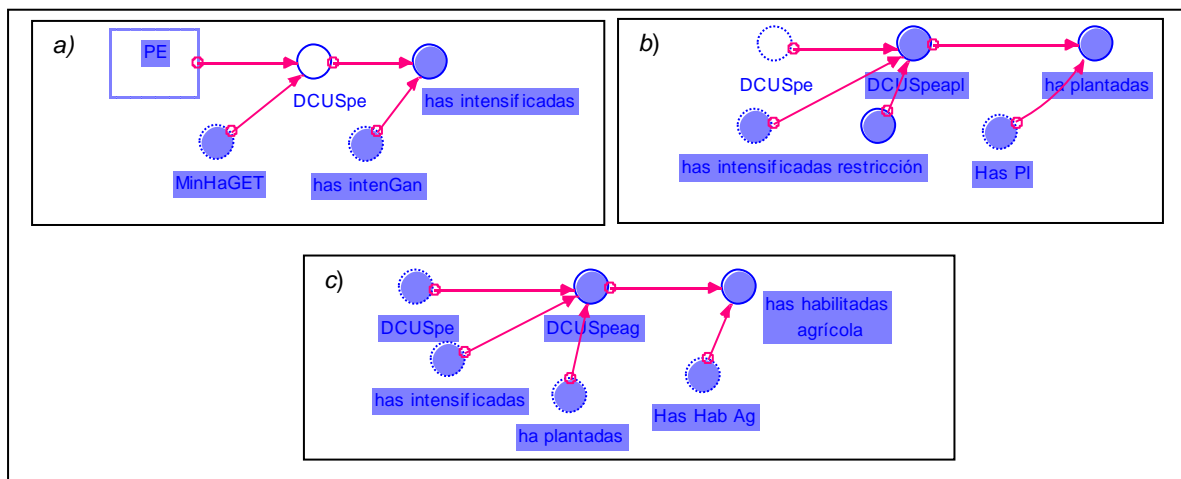 a)
PE
DCUSpe
has intensificadas
MinHaGET
has intenGan
b)
DCUSpe
DCUSpeapl
ha plantadas
has intensificadas restricción
Has Pl
c)
DCUSpe
DCUSpeag
has habilitadas
agrícola
has intensificadas
ha plantadas
Has Hab Ag